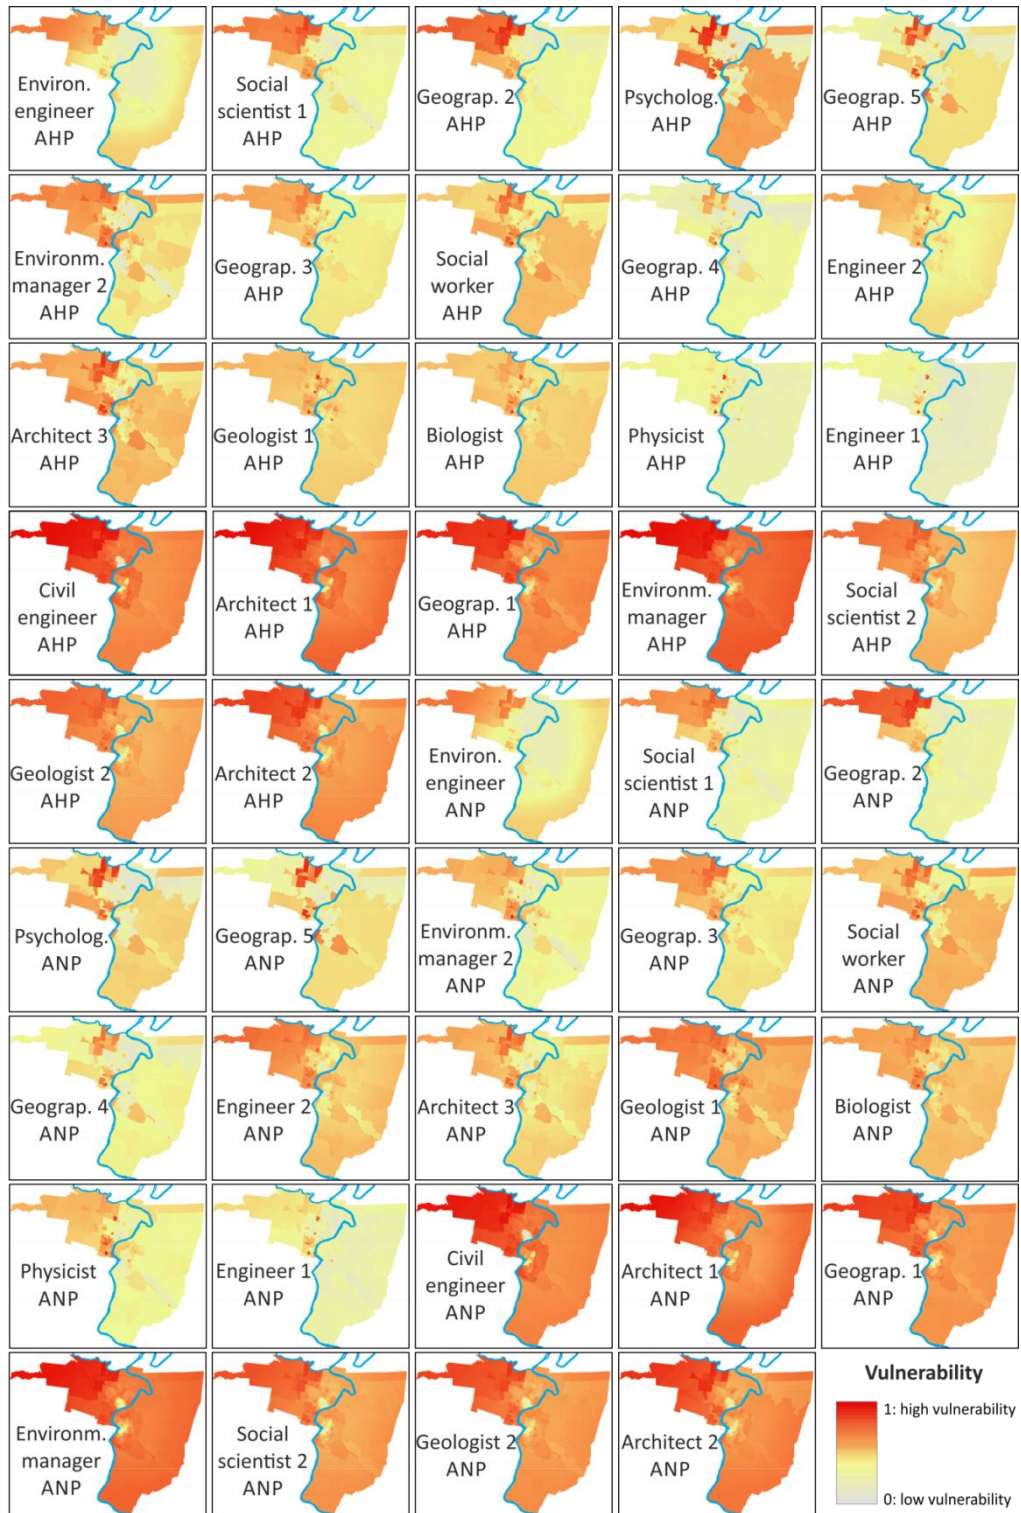 Environ.
engineer
AHP
Social
scientist 1
AHP
Geograp. 2
AHP
Psycholog.
AHP
Geograp. 5
AHP
Environm.
manager 2
AHP
Geograp. 3
AHP
Social
worker
AHP
Geograp. 4
AHP
Engineer 2
AHP
Architect 3
AHP
Geologist 1
AHP
Biologist
AHP
Physicist
AHP
Engineer 1
AHP
Civil
engineer
AHP
Architect 1
AHP
Geograp. 1
AHP
Environm.
manager
AHP
Social
scientist 2
AHP
Geologist 2
AHP
Architect 2
AHP
Environ.
engineer
ANP
Social
scientist 1
ANP
Geograp. 2
ANP
Psycholog.
ANP
Geograp. 5
ANP
Environm.
manager 2
ANP
Geograp. 3
ANP
Social
worker
ANP
Geograp. 4
ANP
Engineer 2
ANP
Architect 3
ANP
Geologist 1
ANP
Biologist
ANP
Physicist
ANP
Engineer 1
ANP
Civil
engineer
ANP
Architect 1
ANP
Geograp. 1
ANP
Environm.
manager
ANP
Social
scientist 2
ANP
Geologist 2
ANP
Architect 2
ANP
Vulnerability
1: high vulnerability
0: low vulnerability